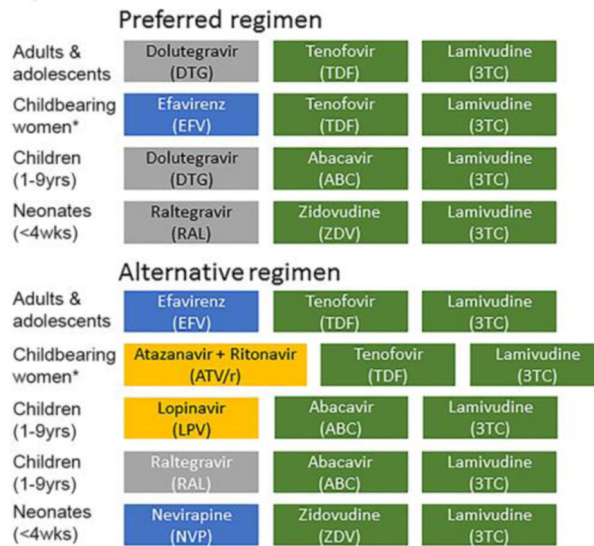 Preferred regimen
Adults & Dolutegravir Tenofovir Lamivudine
adolescents (DTG) (TDF) (3TC)
Childbearing Efavirenz Tenofovir Lamivudine
women* (EFV) (TDF) (3TC)
Children Dolutegravir Abacavir Lamivudine
(1-9yrs) (DTG) (ABC) (3TC)
Neonates Raltegravir Zidovudine Lamivudine
(<4wks) (RAL) (ZDV) (3TC)
Alternative regimen
Adults & Efavirenz Tenofovir Lamivudine
adolescents (EFV) (TDF) (3TC)
Childbearing Atazanavir + Ritonavir Tenofovir Lamivudine
women* (ATV/r) (TDF) (3TC)
Children Lopinavir Abacavir Lamivudine
(1-9yrs) (LPV) (ABC) (3TC)
Children Raltegravir Abacavir Lamivudine
(1-9yrs) (RAL) (ABC) (3TC)
Neonates Nevirapine Zidovudine Lamivudine
(<4wks) (NVP) (ZDV) (3TC)